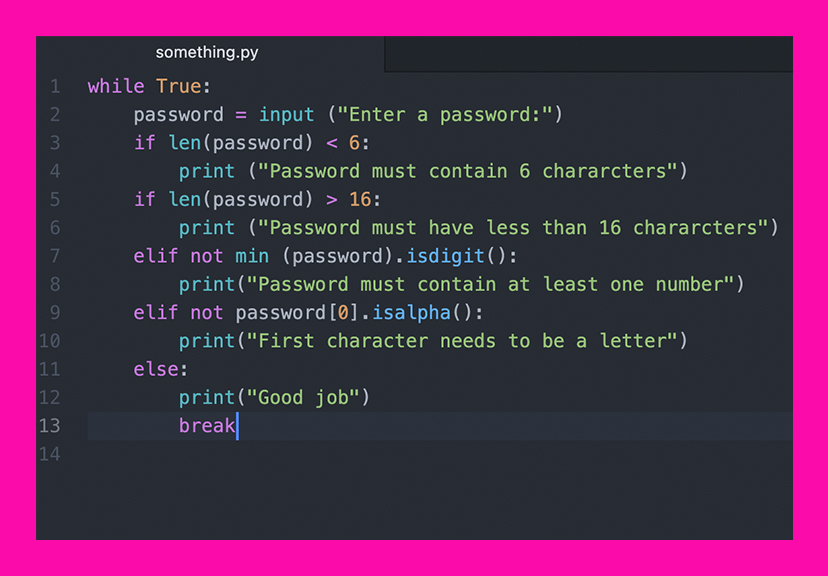 something.py
1 while True:
2     password = input ("Enter a password:")
3     if len(password) < 6:
4         print ("Password must contain 6 chararcters")
5     if len(password) > 16:
6         print ("Password must have less than 16 chararcters")
7     elif not min (password).isdigit():
8         print("Password must contain at least one number")
9     elif not password[0].isalpha():
10         print("First character needs to be a letter")
11     else:
12         print("Good job")
13         break
14